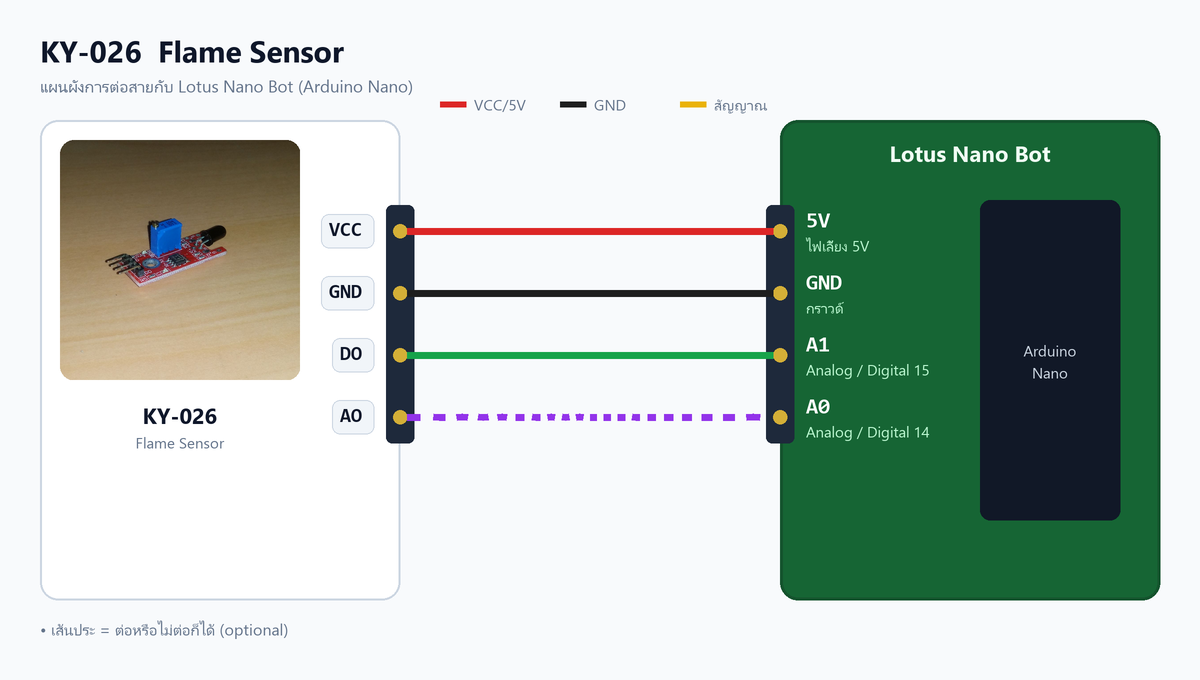 KY-026 Flame Sensor
แผนผังการต่อสายกับ Lotus Nano Bot (Arduino Nano)
VCC/5V
GND
สัญญาณ
Lotus Nano Bot
VCC
5V
ไฟเลี้ยง 5V
GND
GND
กราวด์
DO
A1
Analog / Digital 15
AO
A0
Analog / Digital 14
Arduino
Nano
KY-026
Flame Sensor
• เส้นประ = ต่อหรือไม่ต่อก็ได้ (optional)